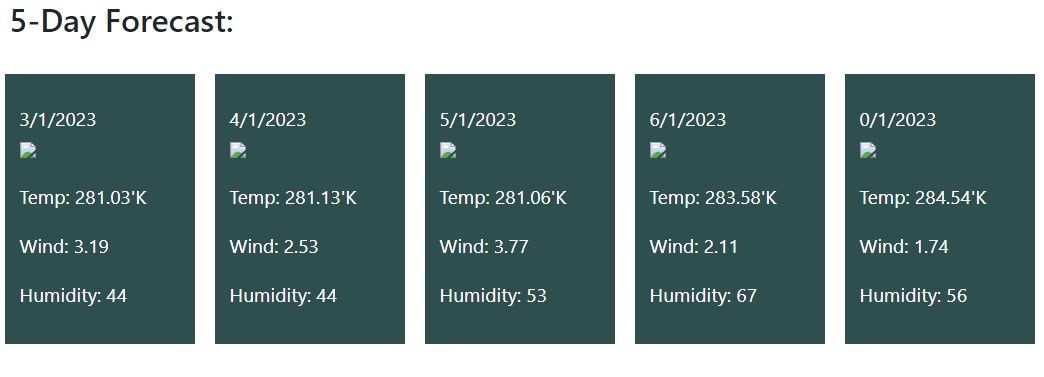 5-Day Forecast:
3/1/2023
Temp: 281.03'K
Wind: 3.19
Humidity: 44
4/1/2023
Temp: 281.13'K
Wind: 2.53
Humidity: 44
5/1/2023
Temp: 281.06'K
Wind: 3.77
Humidity: 53
6/1/2023
Temp: 283.58'K
Wind: 2.11
Humidity: 67
0/1/2023
Temp: 284.54'K
Wind: 1.74
Humidity: 56